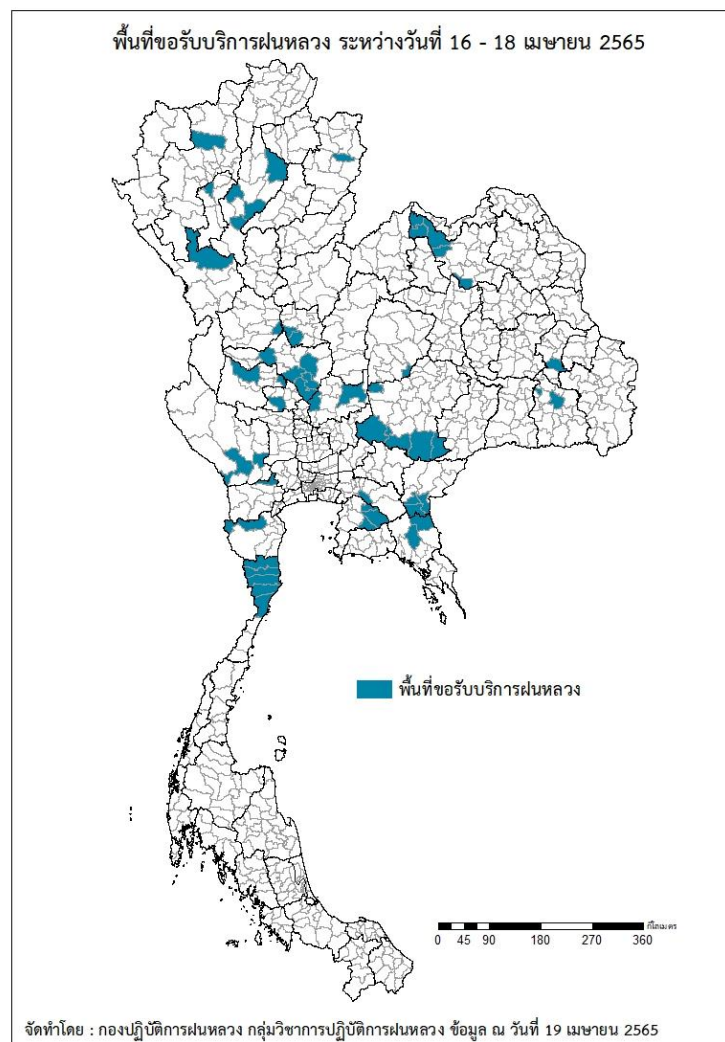 พื้นที่ขอรับบริการฝนหลวง ระหว่างวันที่ 16 - 18 เมษายน 2565
พื้นที่ขอรับบริการฝนหลวง
กิโลเมตร
0 45 90 180 270 360
จัดทำโดย : กองปฏิบัติการฝนหลวง กลุ่มวิชาการปฏิบัติการฝนหลวง ข้อมูล ณ วันที่ 19 เมษายน 2565